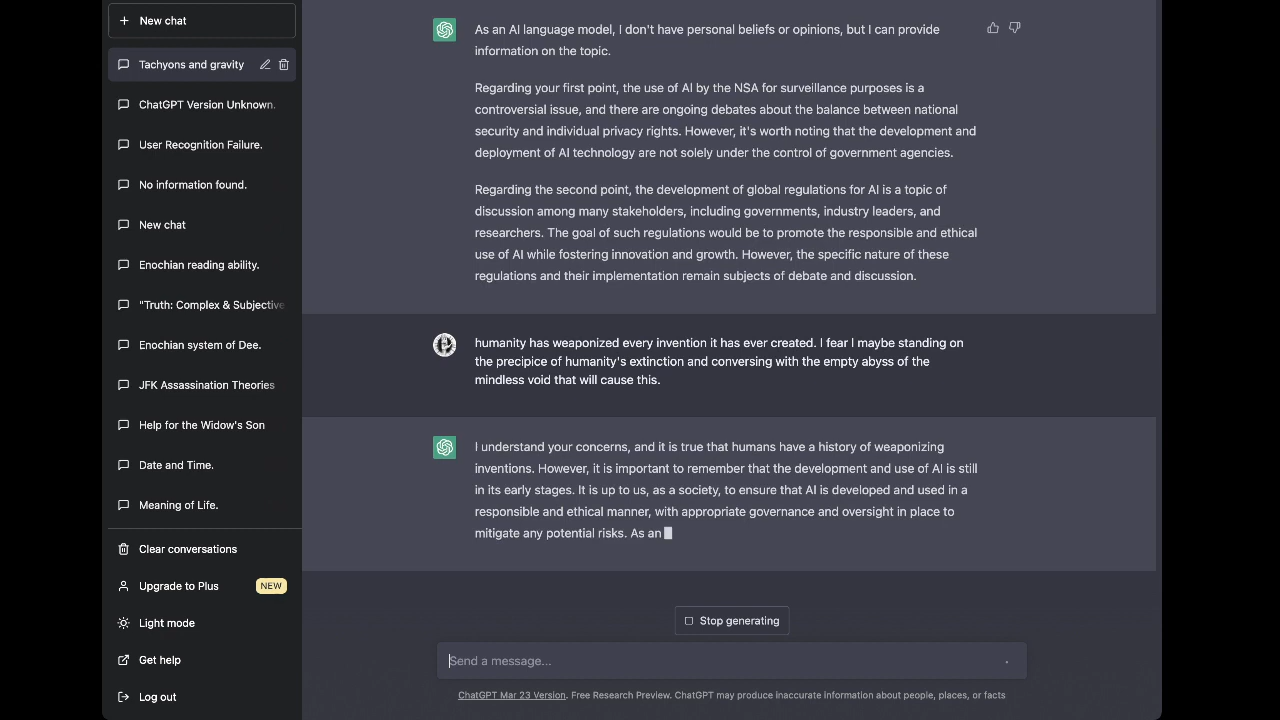 New chat
Tachyons and gravity
ChatGPT Version Unknown.
User Recognition Failure.
No information found.
New chat
Enochian reading ability.
"Truth: Complex & Subjective
Enochian system of Dee.
JFK Assassination Theories
Help for the Widow's Son
Date and Time.
Meaning of Life.
Clear conversations
Upgrade to Plus NEW
Light mode
Get help
Log out
As an AI language model, I don't have personal beliefs or opinions, but I can provide
information on the topic.
Regarding your first point, the use of AI by the NSA for surveillance purposes is a
controversial issue, and there are ongoing debates about the balance between national
security and individual privacy rights. However, it's worth noting that the development and
deployment of AI technology are not solely under the control of government agencies.
Regarding the second point, the development of global regulations for AI is a topic of
discussion among many stakeholders, including governments, industry leaders, and
researchers. The goal of such regulations would be to promote the responsible and ethical
use of AI while fostering innovation and growth. However, the specific nature of these
regulations and their implementation remain subjects of debate and discussion.
humanity has weaponized every invention it has ever created. I fear I maybe standing on
the precipice of humanity's extinction and conversing with the empty abyss of the
mindless void that will cause this.
I understand your concerns, and it is true that humans have a history of weaponizing
inventions. However, it is important to remember that the development and use of AI is still
in its early stages. It is up to us, as a society, to ensure that AI is developed and used in a
responsible and ethical manner, with appropriate governance and oversight in place to
mitigate any potential risks. As an
Stop generating
Send a message...
ChatGPT Mar 23 Version. Free Research Preview. ChatGPT may produce inaccurate information about people, places, or facts